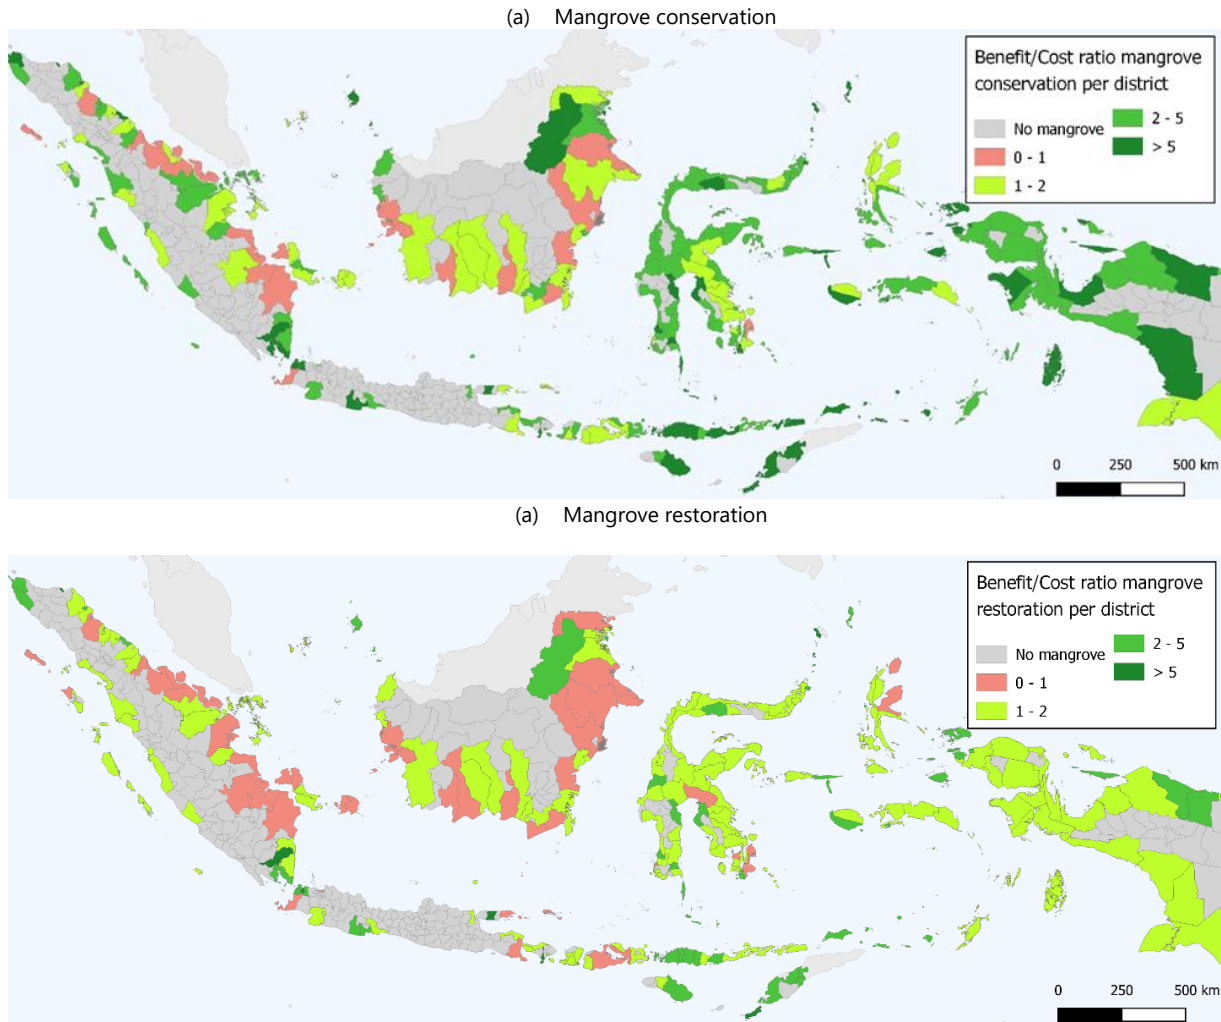 (a) Mangrove conservation
Benefit/Cost ratio mangrove
conservation per district
No mangrove
0 - 1
1 - 2
2 - 5
> 5
0 250 500 km
(a) Mangrove restoration
Benefit/Cost ratio mangrove
restoration per district
No mangrove
0 - 1
1 - 2
2 - 5
> 5
0 250 500 km